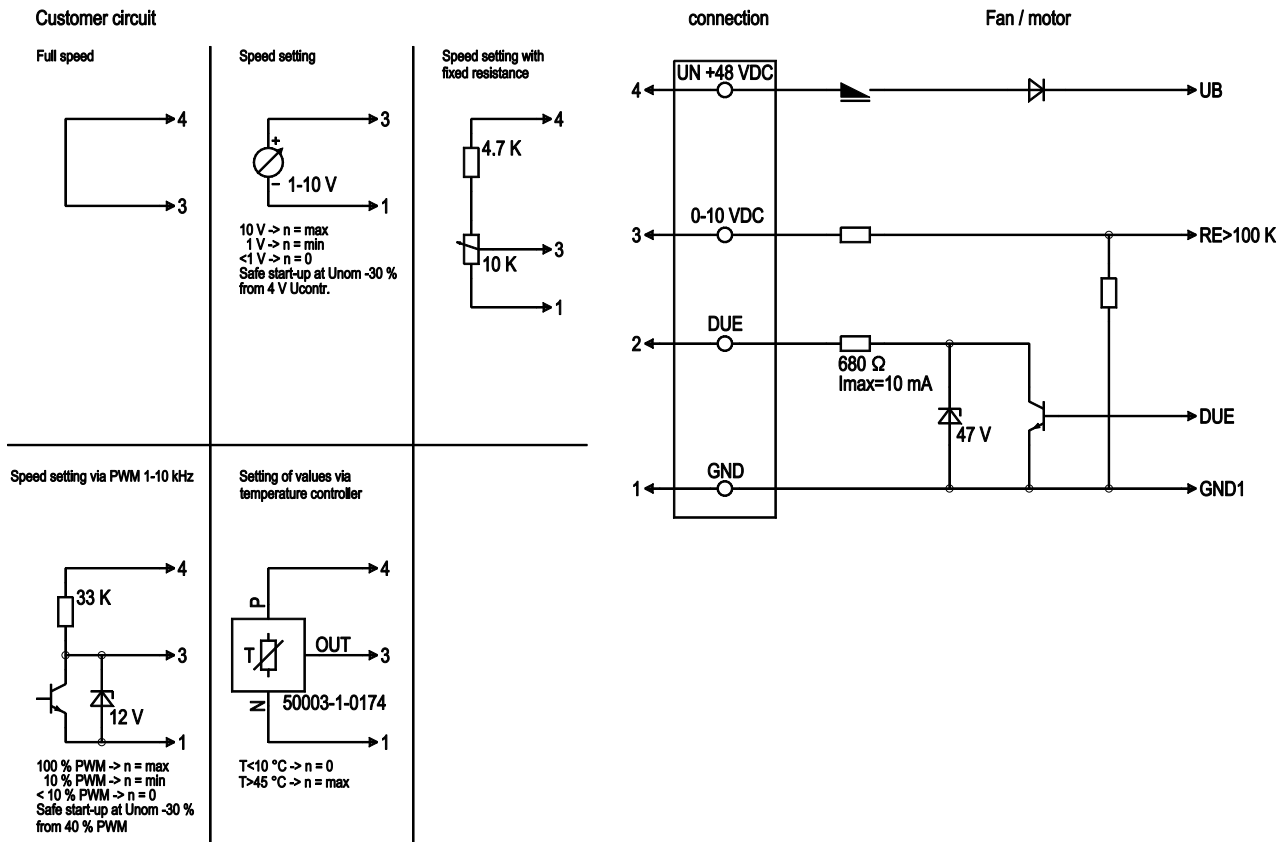 Customer circuit
connection
Fan / motor
Full speed
4
3
Speed setting
3
+
− 1-10 V
1
10 V -> n = max
1 V -> n = min
<1 V -> n = 0
Safe start-up at Unom -30 %
from 4 V Ucontr.
Speed setting with
fixed resistance
4
4.7 K
3
10 K
1
Speed setting via PWM 1-10 kHz
4
33 K
3
12 V
1
100 % PWM -> n = max
10 % PWM -> n = min
< 10 % PWM -> n = 0
Safe start-up at Unom -30 %
from 40 % PWM
Setting of values via
temperature controller
4
P
T
OUT
3
N
50003-1-0174
1
T<10 °C -> n = 0
T>45 °C -> n = max
UN +48 VDC
4
UB
0-10 VDC
3
RE>100 K
DUE
2
680 Ω
Imax=10 mA
47 V
DUE
GND
1
GND1